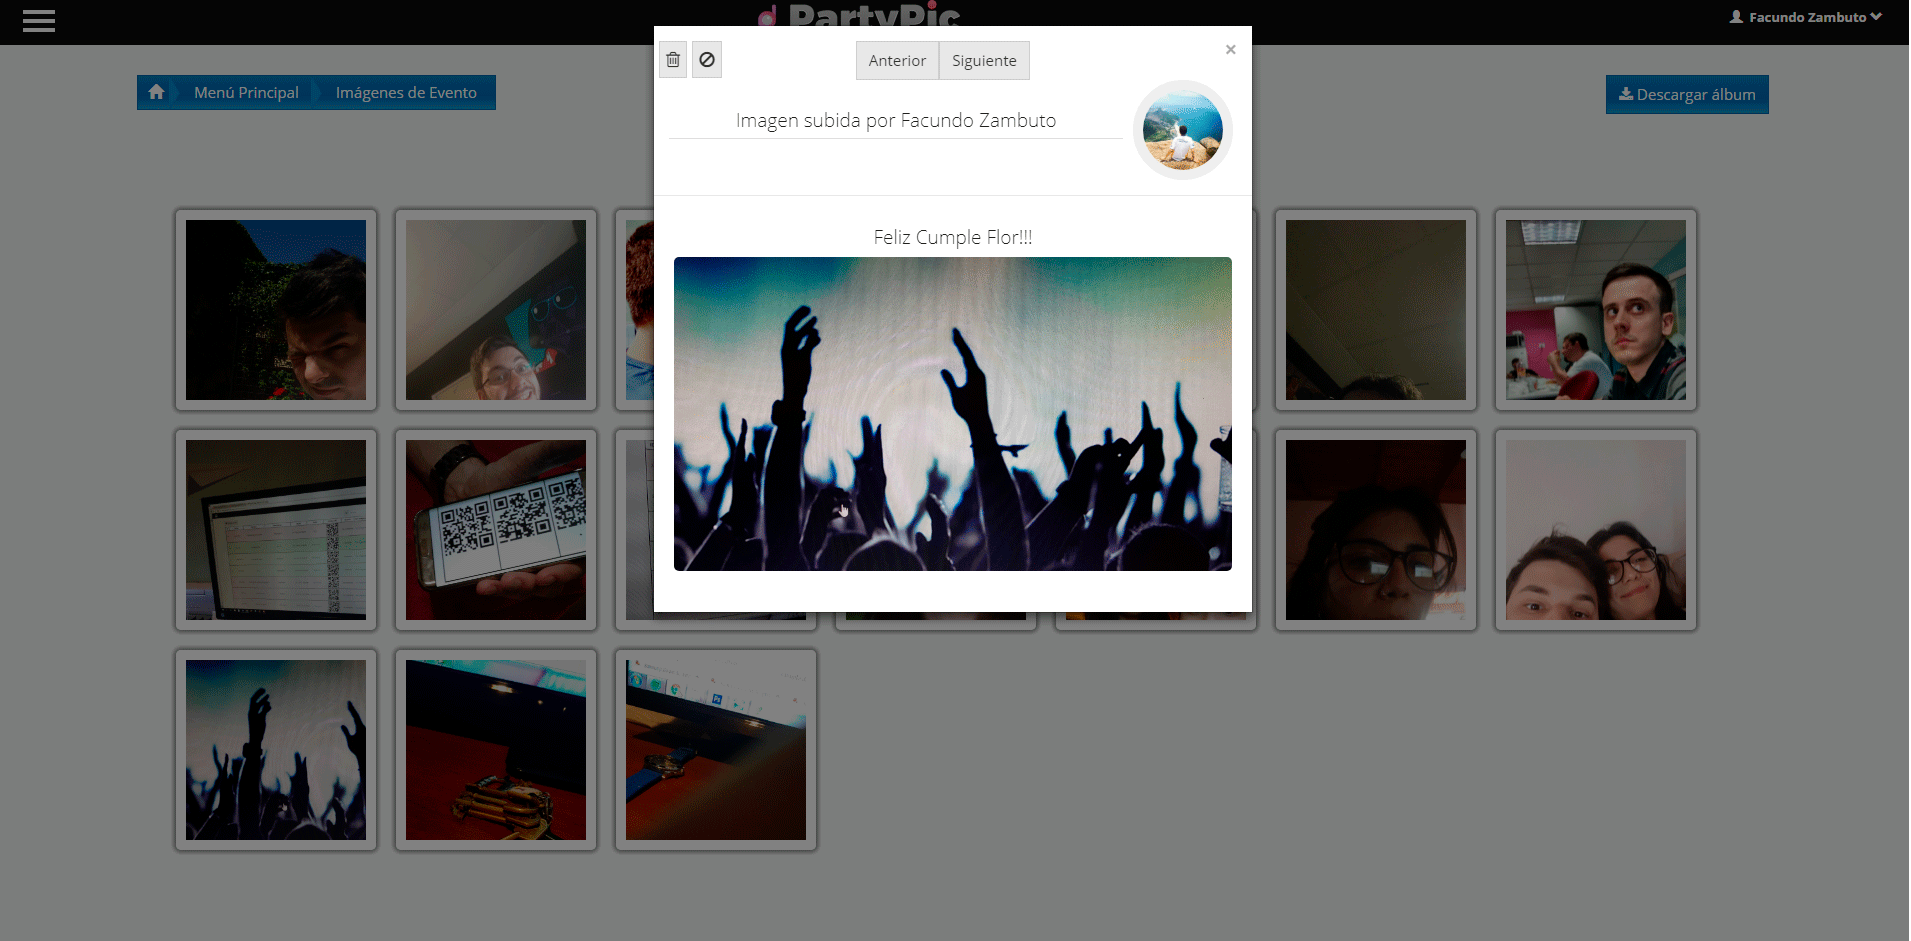 PartyPic
Facundo Zambuto
Anterior
Siguiente
×
Menú Principal
Imágenes de Evento
Descargar álbum
Imagen subida por Facundo Zambuto
Feliz Cumple Flor!!!